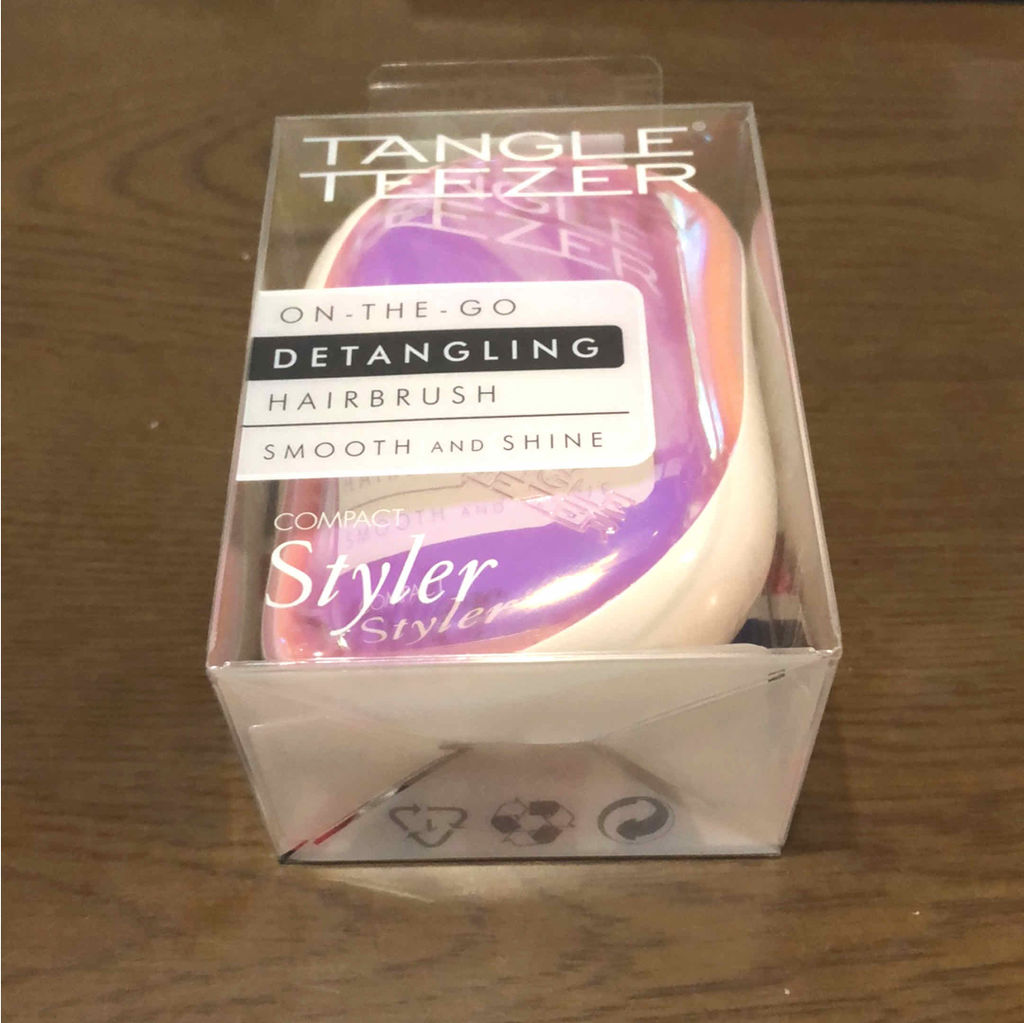 TANGLE
TEEZER
ON-THE-GO
DETANGLING
HAIRBRUSH
SMOOTH AND SHINE
COMPACT
Styler